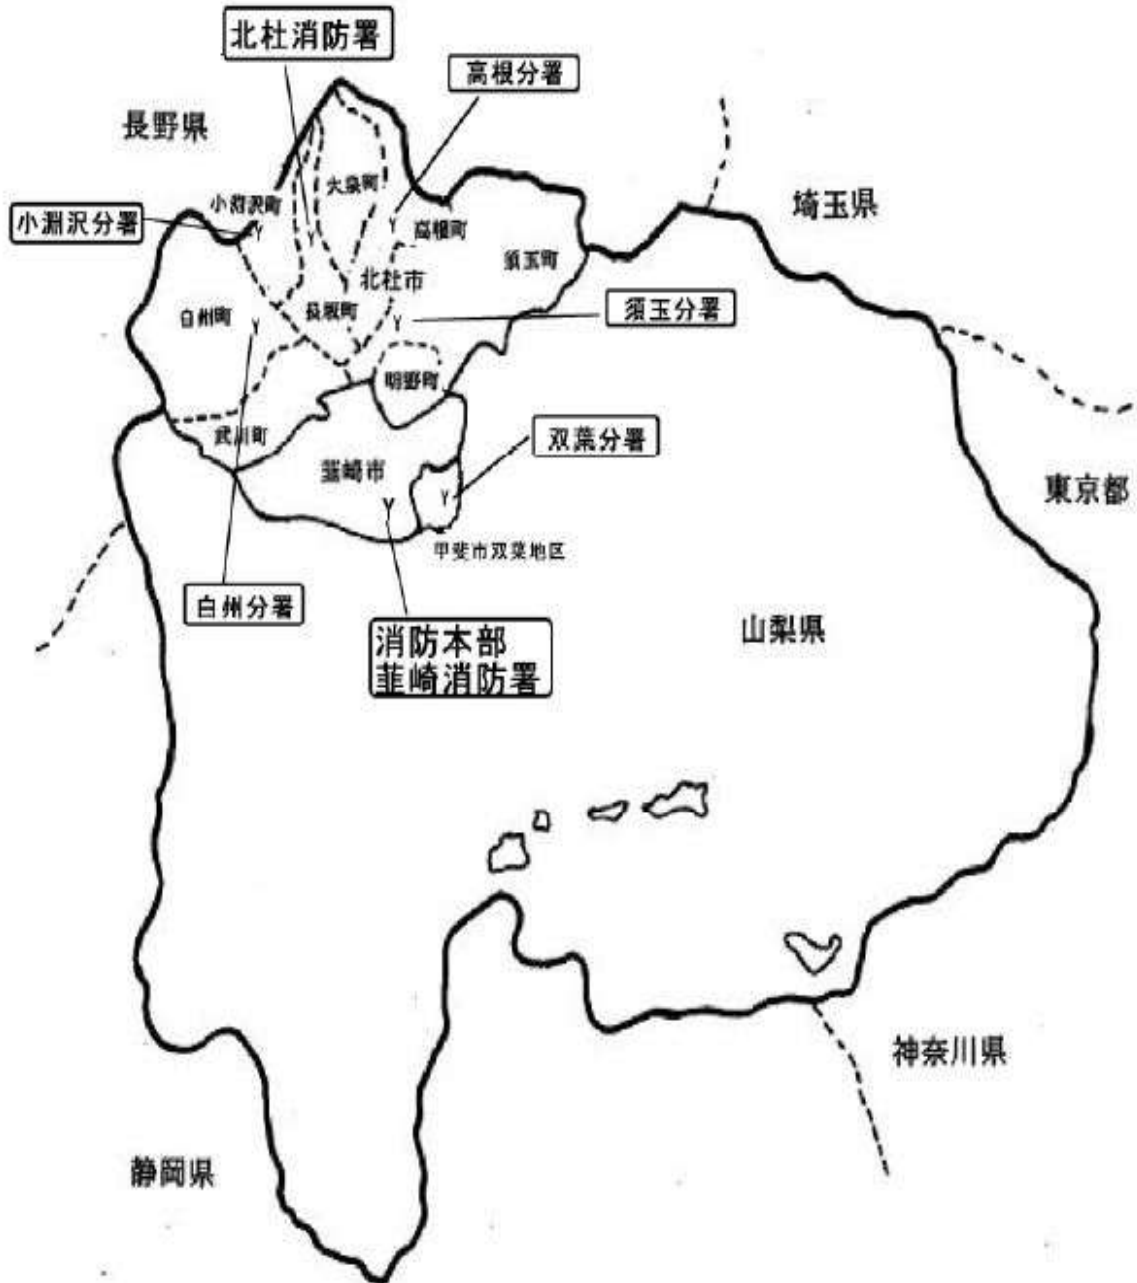 北杜消防署
高根分署
長野県
大泉町
埼玉県
小淵沢町
小淵沢分署
高根町
須玉町
北杜市
白州町
長坂町
須玉分署
明野町
武川町
双葉分署
韮崎市
東京都
甲斐市双葉地区
白州分署
山梨県
消防本部
韮崎消防署
神奈川県
静岡県